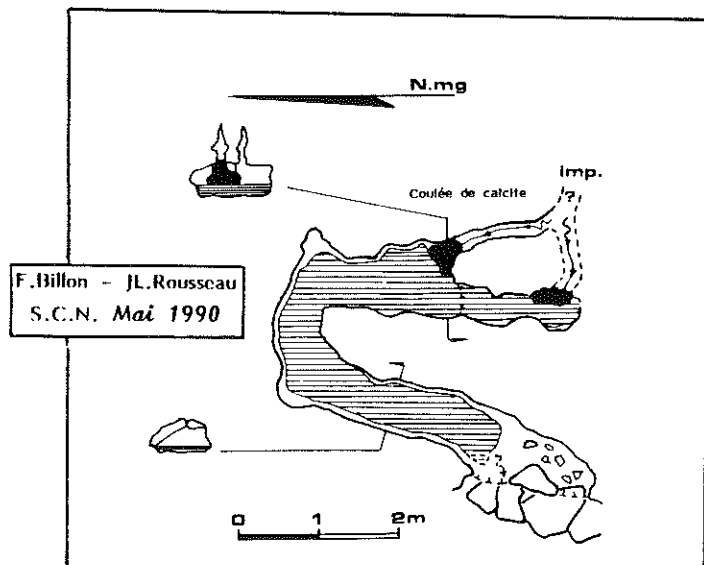 N.mg
imp.
?
Coulée de calcite
F.Billon - JL.Rousseau
S.C.N. Mai 1990
0 1 2m